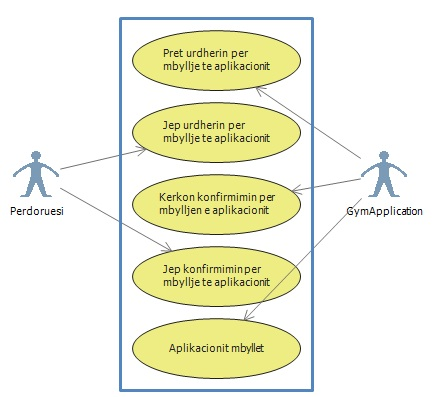 Pret urdherin per
mbyllje te aplikacionit
Jep urdherin per
mbyllje te aplikacionit
Kerkon konfirmimin per
mbylljen e aplikacionit
Perdoruesi
GymApplication
Jep konfirmimin per
mbyllje te aplikacionit
Aplikacionit mbyllet